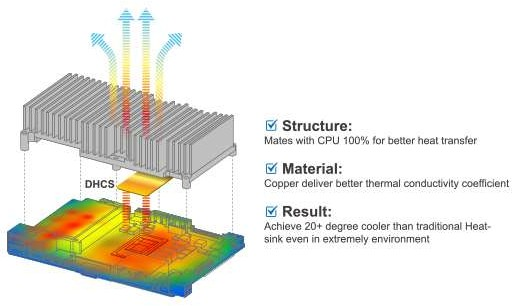 DHCS
Structure:
Mates with CPU 100% for better heat transfer
Material:
Copper deliver better thermal conductivity coefficient
Result:
Achieve 20+ degree cooler than traditional Heat-
sink even in extremely environment